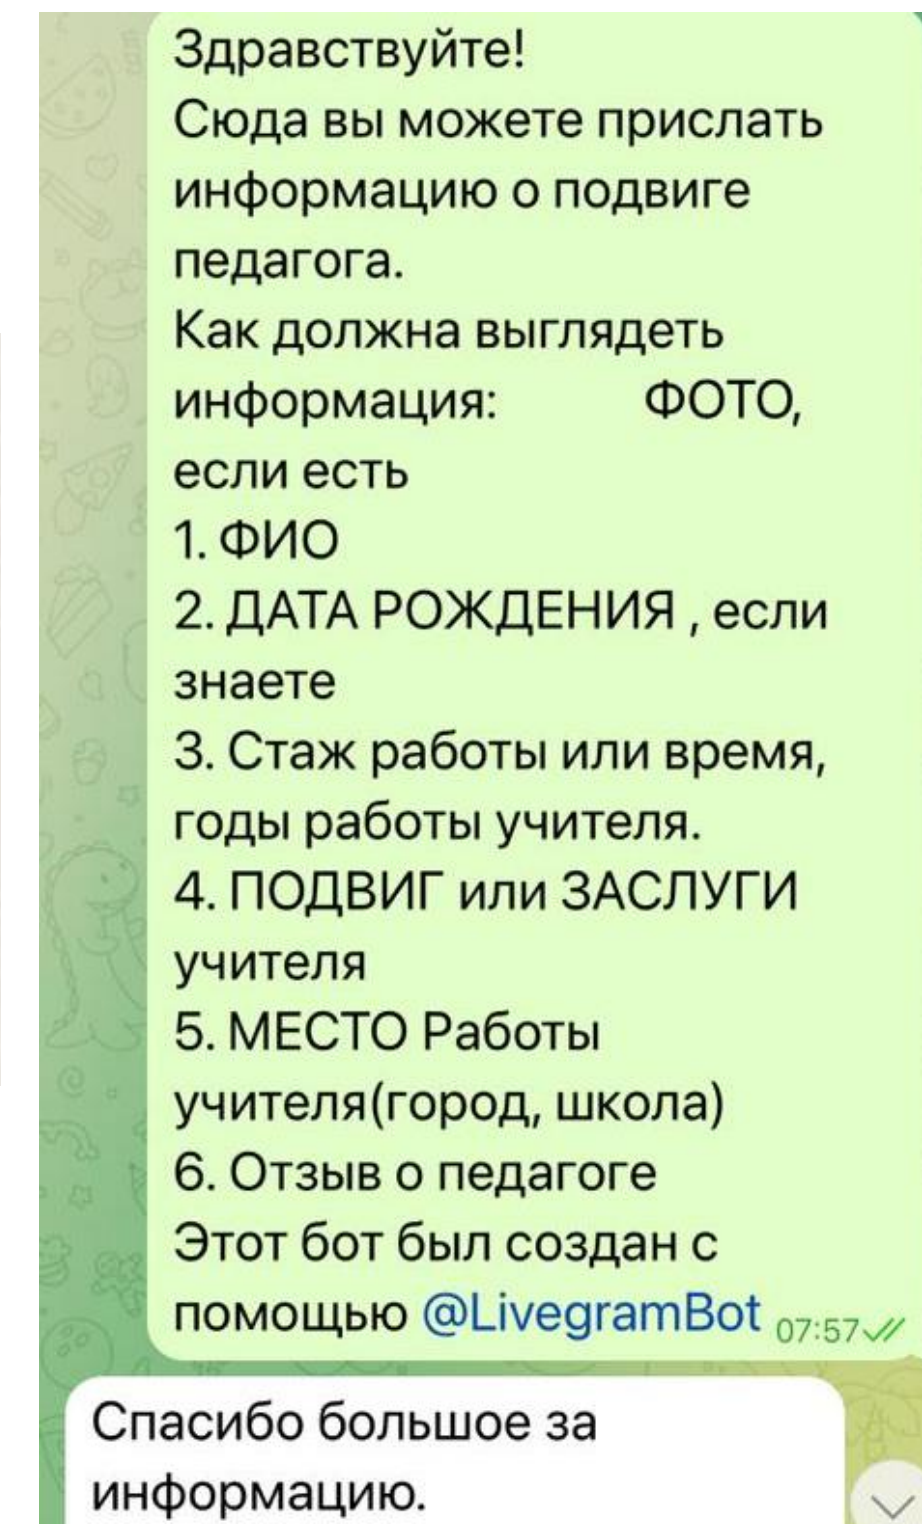 Здравствуйте!
Сюда вы можете прислать
информацию о подвиге
педагога.
Как должна выглядеть
информация: ФОТО,
если есть
1. ФИО
2. ДАТА РОЖДЕНИЯ , если
знаете
3. Стаж работы или время,
годы работы учителя.
4. ПОДВИГ или ЗАСЛУГИ
учителя
5. МЕСТО Работы
учителя(город, школа)
6. Отзыв о педагоге
Этот бот был создан с
помощью @LivegramBot 07:57
Спасибо большое за
информацию.